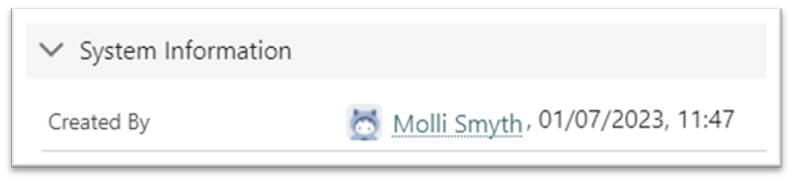 System Information
Created By Molli Smyth, 01/07/2023, 11:47